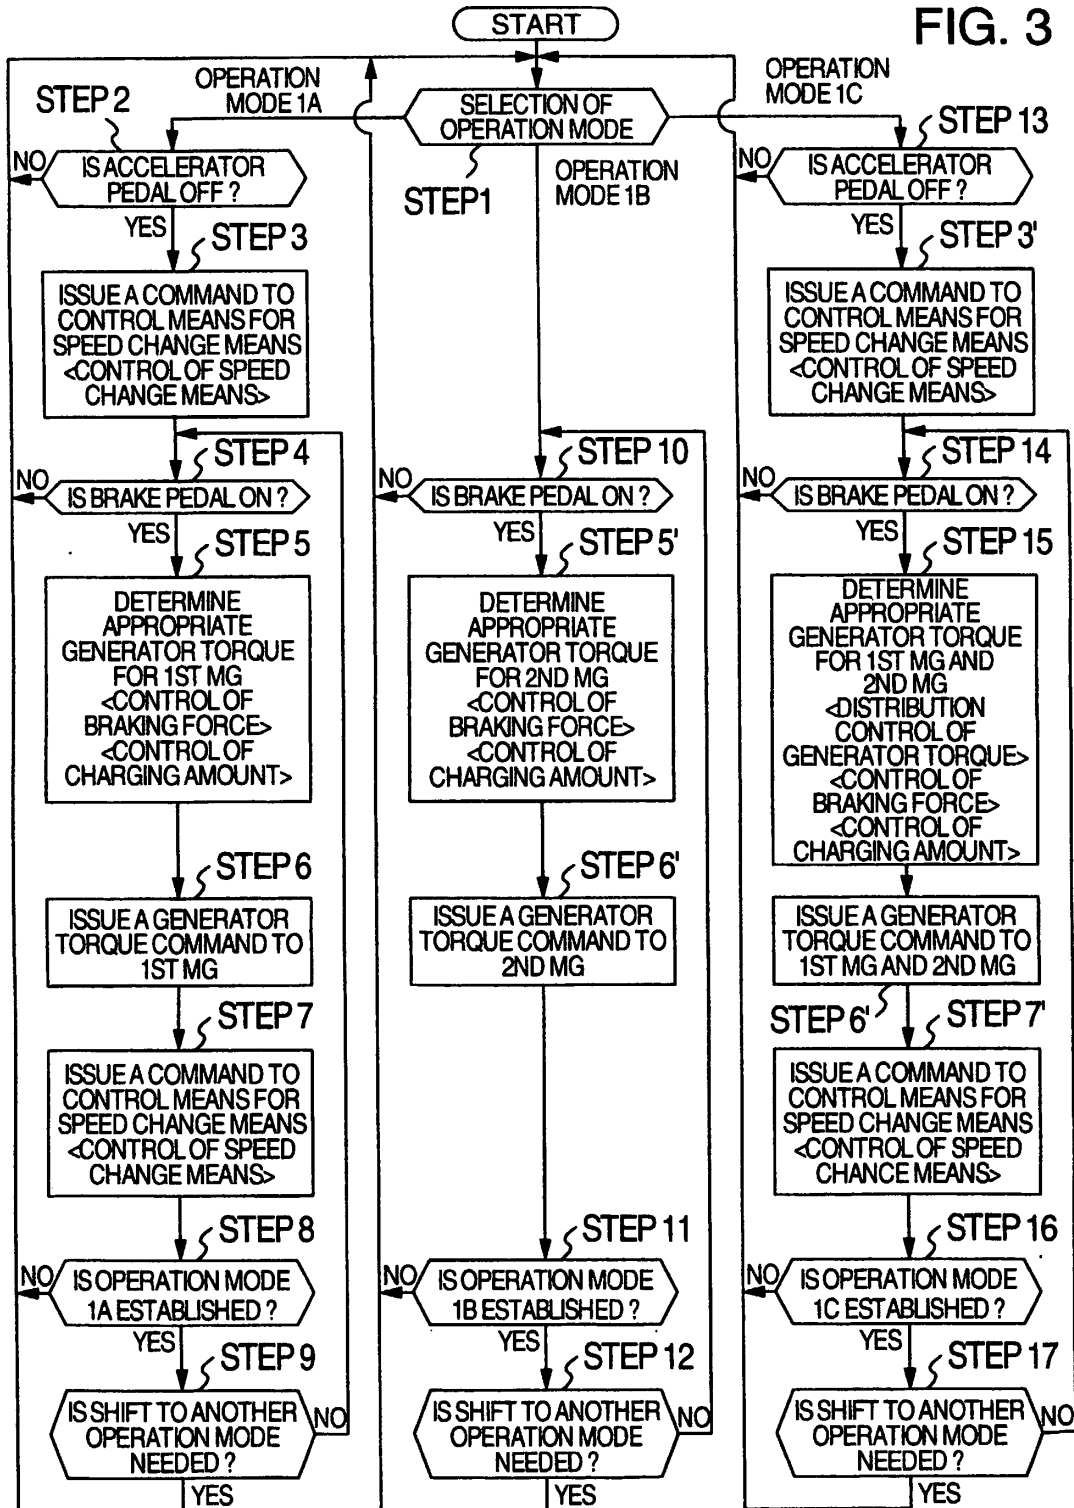 FIG. 3
START
SELECTION OF
OPERATION MODE
STEP1
OPERATION
MODE 1A
STEP 2
IS ACCELERATOR
PEDAL OFF ?
NO
YES
STEP 3
ISSUE A COMMAND TO
CONTROL MEANS FOR
SPEED CHANGE MEANS
<CONTROL OF SPEED
CHANGE MEANS>
STEP 4
IS BRAKE PEDAL ON ?
NO
YES
STEP 5
DETERMINE
APPROPRIATE
GENERATOR TORQUE
FOR 1ST MG
<CONTROL OF
BRAKING FORCE>
<CONTROL OF
CHARGING AMOUNT>
STEP 6
ISSUE A GENERATOR
TORQUE COMMAND TO
1ST MG
STEP 7
ISSUE A COMMAND TO
CONTROL MEANS FOR
SPEED CHANGE MEANS
<CONTROL OF SPEED
CHANGE MEANS>
STEP 8
IS OPERATION MODE
1A ESTABLISHED ?
NO
YES
STEP 9
IS SHIFT TO ANOTHER
OPERATION MODE
NEEDED ?
NO
YES
OPERATION
MODE 1B
STEP 10
IS BRAKE PEDAL ON ?
NO
YES
STEP 5'
DETERMINE
APPROPRIATE
GENERATOR TORQUE
FOR 2ND MG
<CONTROL OF
BRAKING FORCE>
<CONTROL OF
CHARGING AMOUNT>
STEP 6'
ISSUE A GENERATOR
TORQUE COMMAND TO
2ND MG
STEP 11
IS OPERATION MODE
1B ESTABLISHED ?
NO
YES
STEP 12
IS SHIFT TO ANOTHER
OPERATION MODE
NEEDED ?
NO
YES
OPERATION
MODE 1C
STEP 13
IS ACCELERATOR
PEDAL OFF ?
NO
YES
STEP 3'
ISSUE A COMMAND TO
CONTROL MEANS FOR
SPEED CHANGE MEANS
<CONTROL OF SPEED
CHANGE MEANS>
STEP 14
IS BRAKE PEDAL ON ?
NO
YES
STEP 15
DETERMINE
APPROPRIATE
GENERATOR TORQUE
FOR 1ST MG AND
2ND MG
<DISTRIBUTION
CONTROL OF
GENERATOR TORQUE>
<CONTROL OF
BRAKING FORCE>
<CONTROL OF
CHARGING AMOUNT>
ISSUE A GENERATOR
TORQUE COMMAND TO
1ST MG AND 2ND MG
STEP 6'
STEP 7'
ISSUE A COMMAND TO
CONTROL MEANS FOR
SPEED CHANGE MEANS
<CONTROL OF SPEED
CHANCE MEANS>
STEP 16
IS OPERATION MODE
1C ESTABLISHED ?
NO
YES
STEP 17
IS SHIFT TO ANOTHER
OPERATION MODE
NEEDED ?
NO
YES